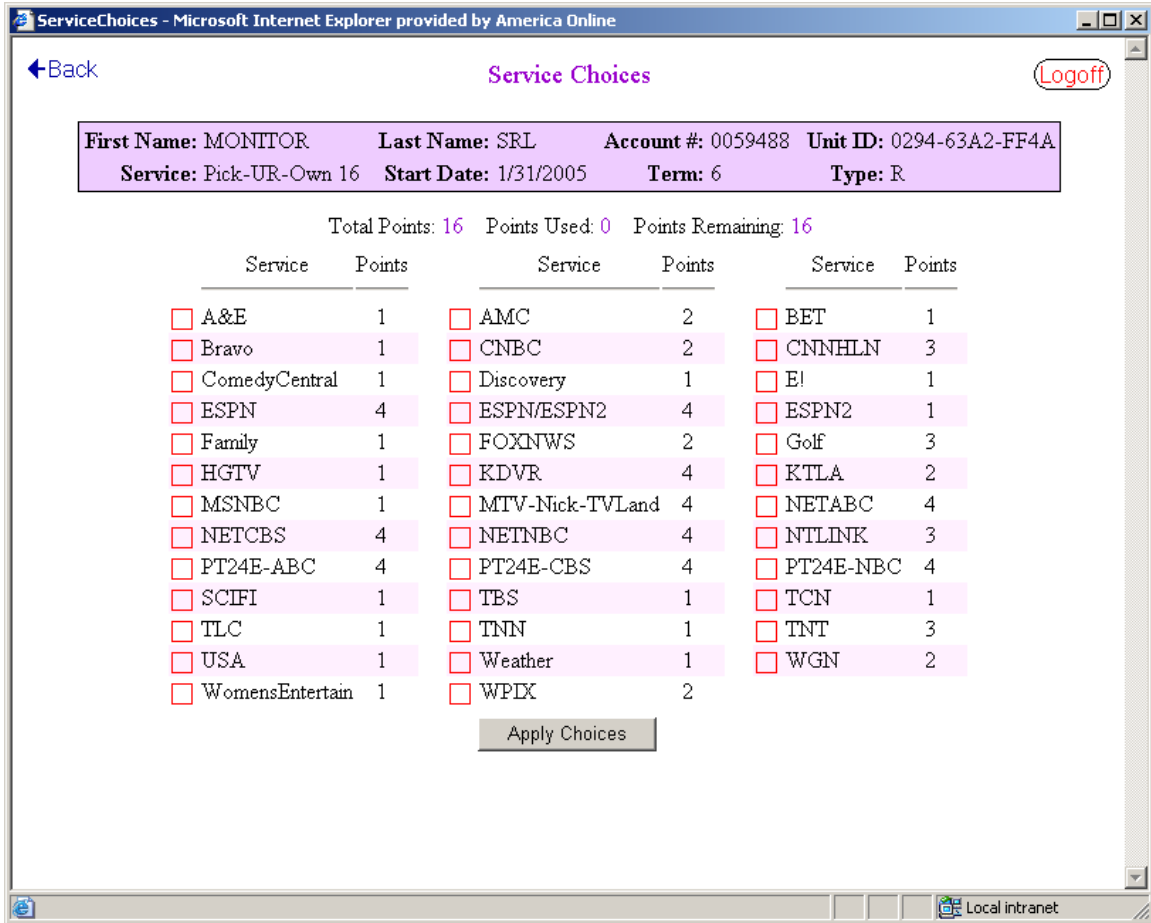 ServiceChoices - Microsoft Internet Explorer provided by America Online
Back Service Choices Logoff
First Name: MONITOR Last Name: SRL Account #: 0059488 Unit ID: 0294-63A2-FF4A
Service: Pick-UR-Own 16 Start Date: 1/31/2005 Term: 6 Type: R
Total Points: 16 Points Used: 0 Points Remaining: 16
Service Points Service Points Service Points
A&E 1 AMC 2 BET 1
Bravo 1 CNBC 2 CNNHLN 3
ComedyCentral 1 Discovery 1 E! 1
ESPN 4 ESPN/ESPN2 4 ESPN2 1
Family 1 FOXNWS 2 Golf 3
HGTV 1 KDVR 4 KTLA 2
MSNBC 1 MTV-Nick-TVLand 4 NETABC 4
NETCBS 4 NETNBC 4 NTLINK 3
PT24E-ABC 4 PT24E-CBS 4 PT24E-NBC 4
SCIFI 1 TBS 1 TCN 1
TLC 1 TNN 1 TNT 3
USA 1 Weather 1 WGN 2
WomensEntertain 1 WPIX 2
Apply Choices
Local intranet